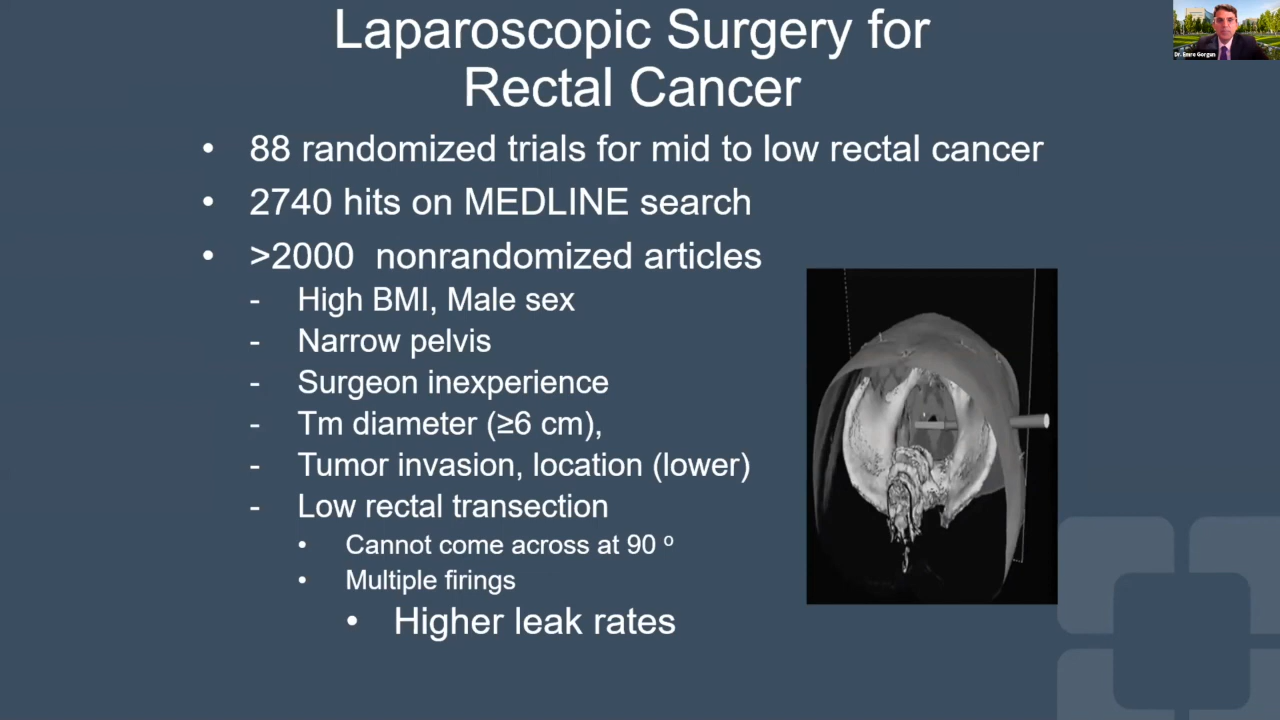 Laparoscopic Surgery for
Rectal Cancer
Dr. Emre Gorgun
• 88 randomized trials for mid to low rectal cancer
• 2740 hits on MEDLINE search
• >2000 nonrandomized articles
- High BMI, Male sex
- Narrow pelvis
- Surgeon inexperience
- Tm diameter (≥6 cm),
- Tumor invasion, location (lower)
- Low rectal transection
• Cannot come across at 90 º
• Multiple firings
• Higher leak rates